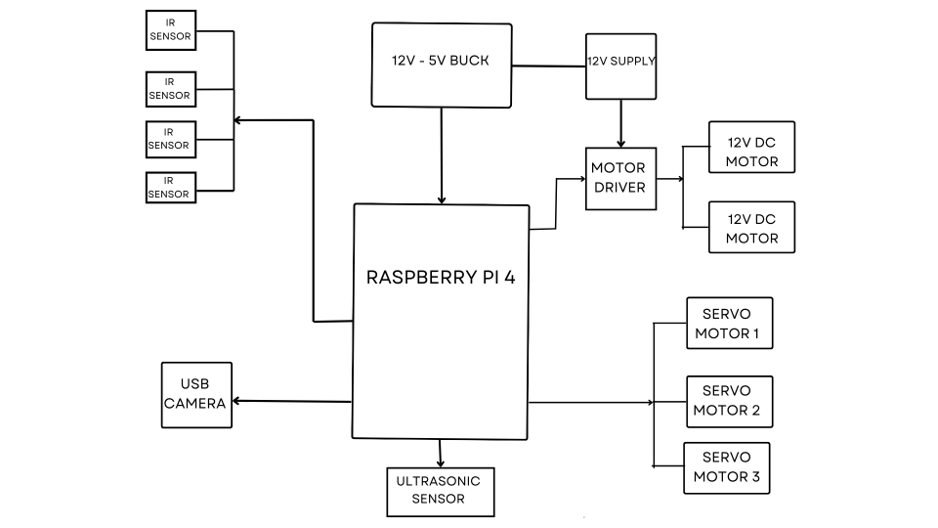 IR
SENSOR
IR
SENSOR
IR
SENSOR
IR
SENSOR
12V - 5V BUCK
12V SUPPLY
MOTOR
DRIVER
12V DC
MOTOR
12V DC
MOTOR
RASPBERRY PI 4
SERVO
MOTOR 1
SERVO
MOTOR 2
SERVO
MOTOR 3
USB
CAMERA
ULTRASONIC
SENSOR